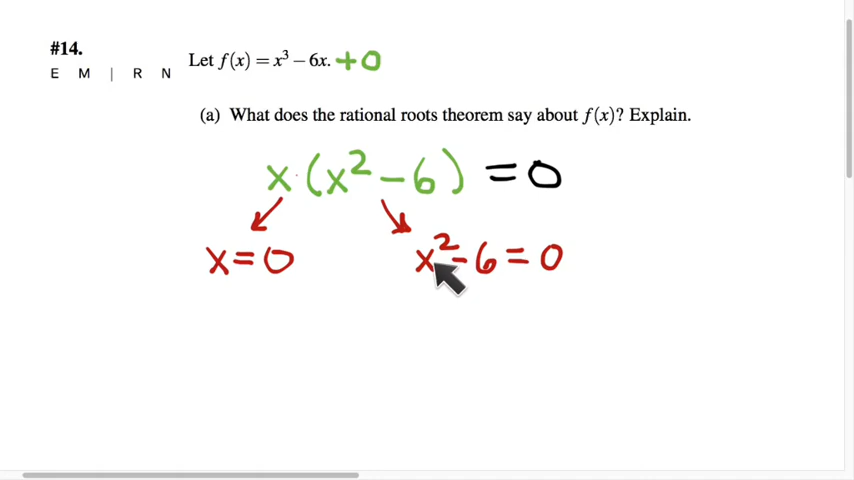 #14.
Let f(x) = x³ − 6x. +0
E M | R N
(a) What does the rational roots theorem say about f(x)? Explain.
x·(x² − 6) = 0
x = 0 x² − 6 = 0